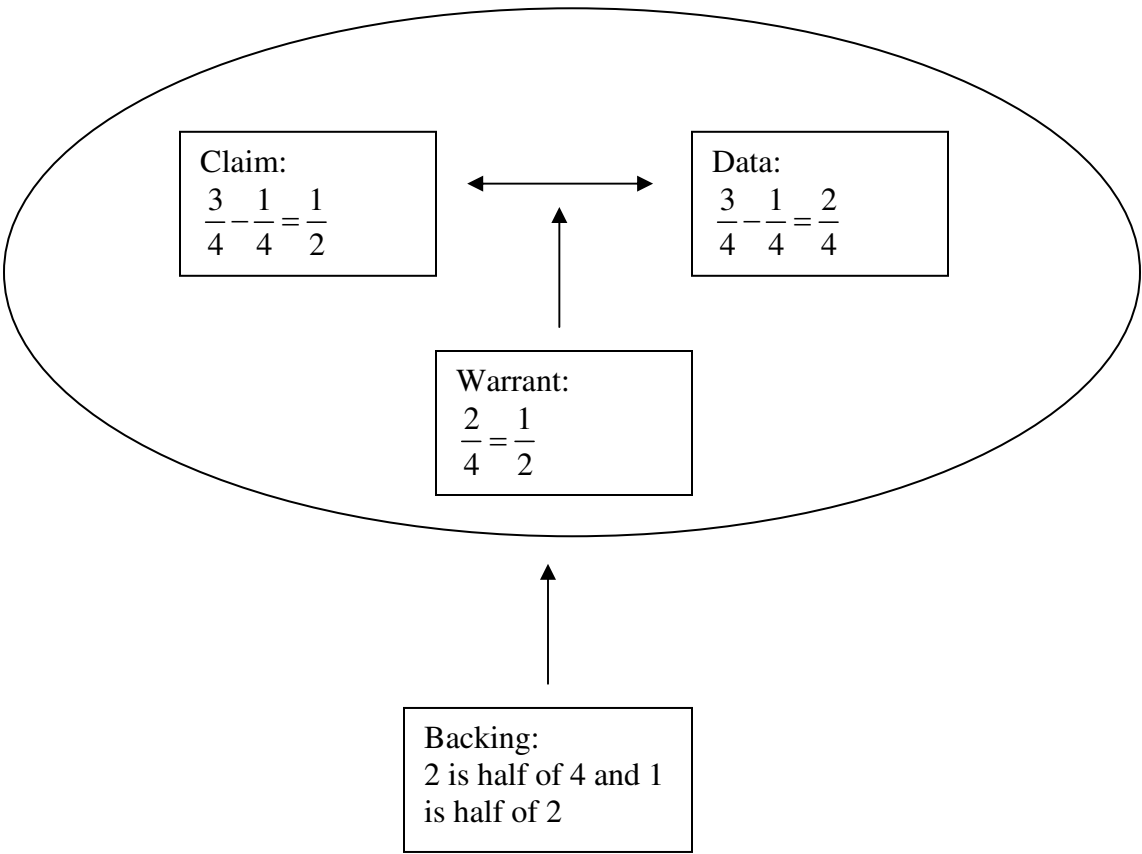 Claim:
3/4 − 1/4 = 1/2
Data:
3/4 − 1/4 = 2/4
Warrant:
2/4 = 1/2
Backing:
2 is half of 4 and 1
is half of 2